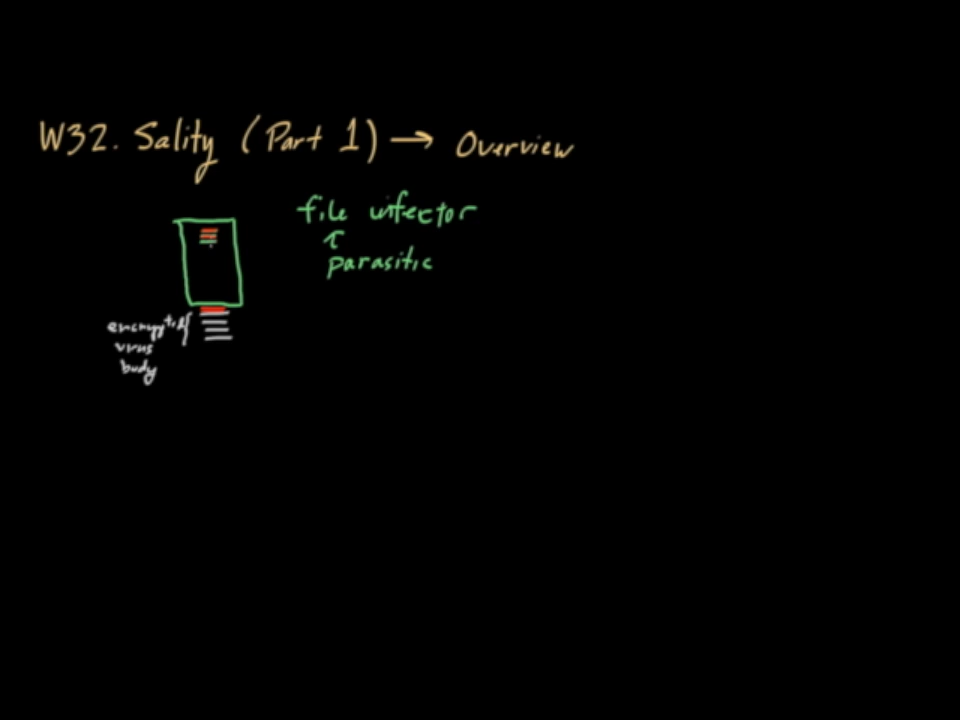 W32. Sality (Part 1) → Overview
file infector
parasitic
encrypted
virus
body